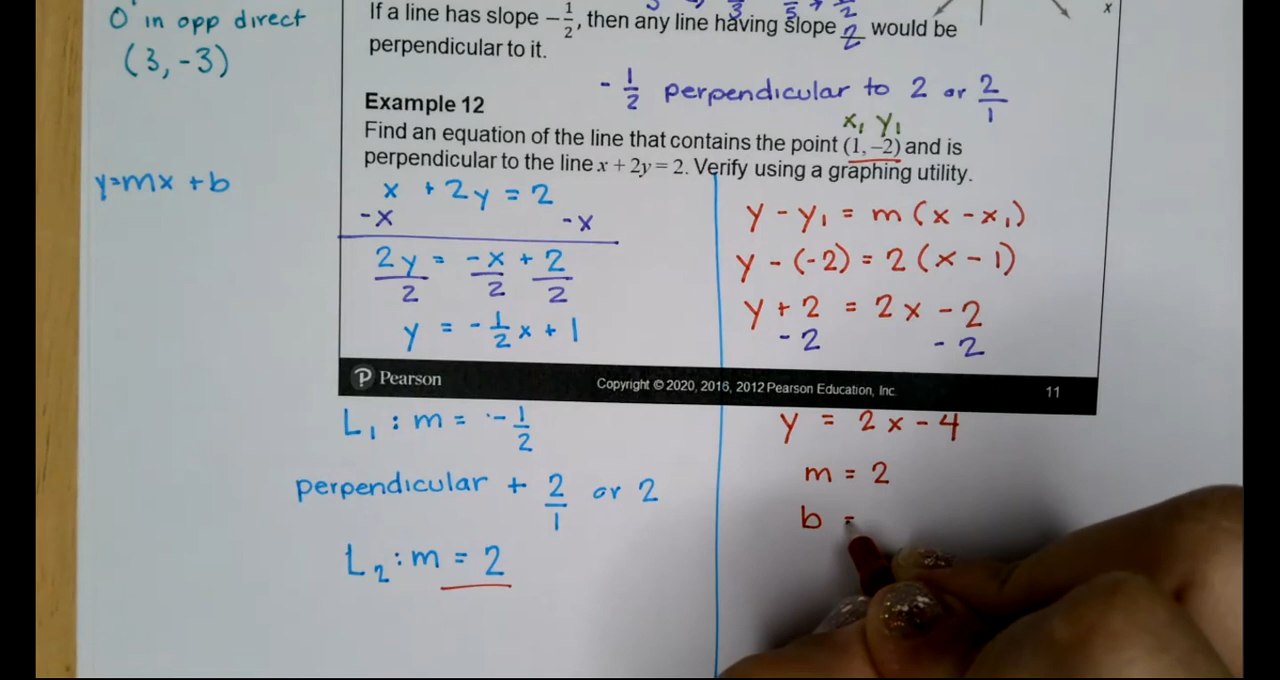 0 in opp direct
(3, -3)
y=mx + b
If a line has slope −1/2, then any line having slope 2 would be
perpendicular to it.
- 1/2 perpendicular to 2 or 2/1
Example 12
x₁ y₁
Find an equation of the line that contains the point (1, −2) and is
perpendicular to the line x + 2y = 2. Verify using a graphing utility.
x + 2y = 2
-x -x
2y/2 = -x/2 + 2/2
y = - 1/2 x + 1
y - y₁ = m (x - x₁)
y - (-2) = 2 (x - 1)
y + 2 = 2x - 2
- 2 - 2
P Pearson
Copyright © 2020, 2016, 2012 Pearson Education, Inc.
11
L₁ : m = - 1/2
perpendicular + 2/1 or 2
L₂ : m = 2
y = 2x - 4
m = 2
b =
x